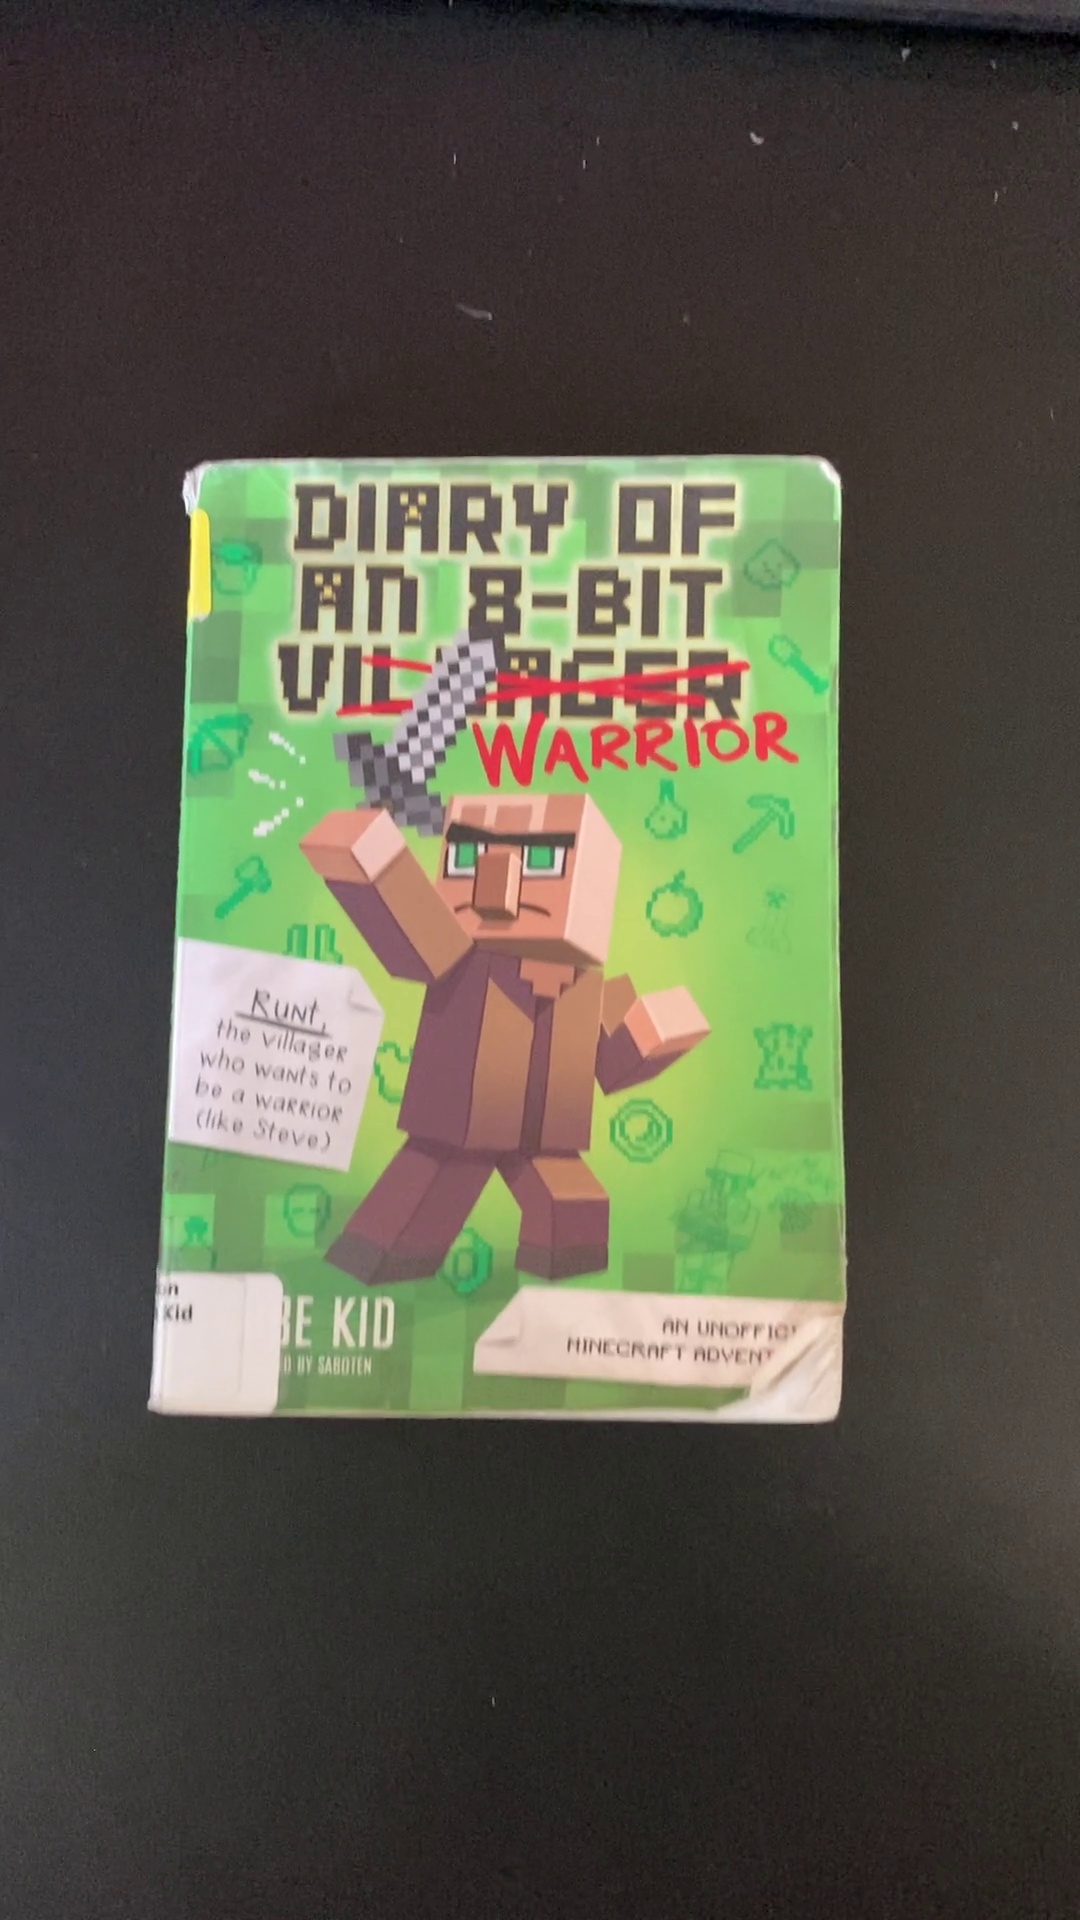 DIARY OF
AN 8-BIT
VILLAGER
WARRIOR
RUNT,
the villager
who wants to
be a warrior
(like Steve)
on
Kid
BE KID
D BY SABOTEN
AN UNOFFIC
MINECRAFT ADVENT